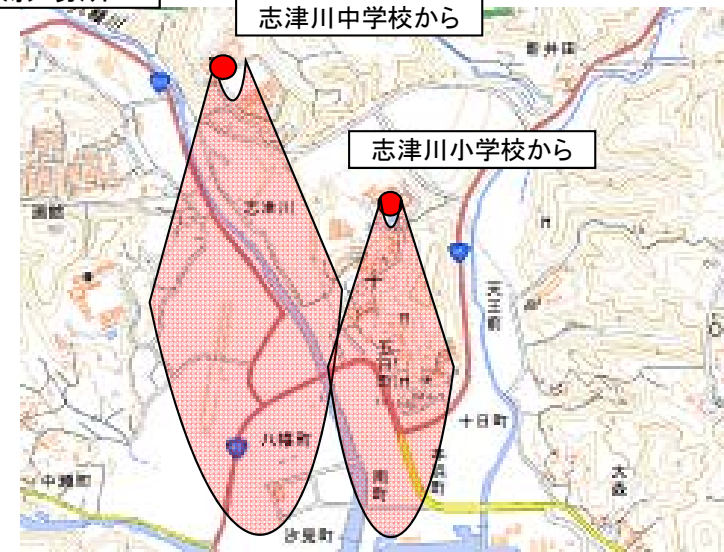 志津川中学校から
新井田
志津川小学校から
志津川
天王町
五日町
十日町
八幡町
本浜町
南町
中瀬町
大森
汐見町